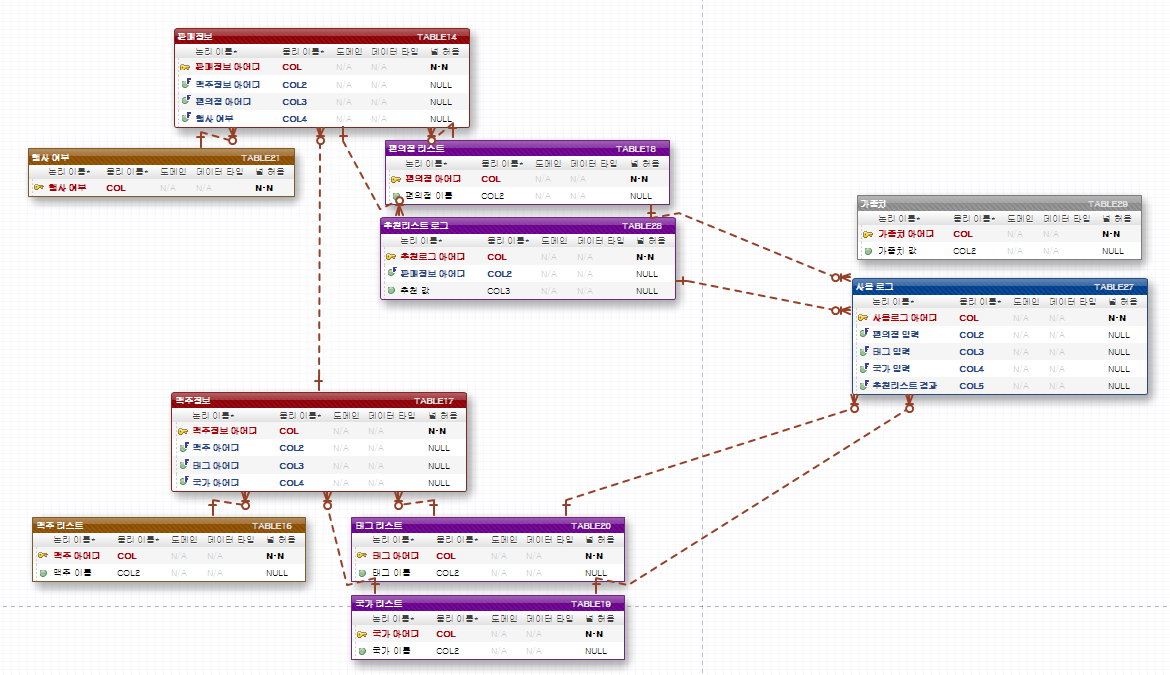 판매정보 TABLE14
논리 이름* 물리 이름* 도메인 데이터 타입 널 허용
판매정보 아이디 COL N/A N/A N-N
맥주정보 아이디 COL2 N/A N/A NULL
편의점 아이디 COL3 N/A N/A NULL
행사 여부 COL4 N/A N/A NULL
행사 여부 TABLE21
논리 이름* 물리 이름* 도메인 데이터 타입 널 허용
행사 여부 COL N/A N/A N-N
편의점 리스트 TABLE18
논리 이름* 물리 이름* 도메인 데이터 타입 널 허용
편의점 아이디 COL N/A N/A N-N
편의점 이름 COL2 N/A N/A NULL
추천리스트 로그 TABLE28
논리 이름* 물리 이름* 도메인 데이터 타입 널 허용
추천로그 아이디 COL N/A N/A N-N
판매정보 아이디 COL2 N/A N/A NULL
추천 값 COL3 N/A N/A NULL
가중치 TABLE29
논리 이름* 물리 이름* 도메인 데이터 타입 널 허용
가중치 아이디 COL N/A N/A N-N
가중치 값 COL2 N/A N/A NULL
사용 로그 TABLE27
논리 이름* 물리 이름* 도메인 데이터 타입 널 허용
사용로그 아이디 COL N/A N/A N-N
편의점 입력 COL2 N/A N/A NULL
태그 입력 COL3 N/A N/A NULL
국가 입력 COL4 N/A N/A NULL
추천리스트 결과 COL5 N/A N/A NULL
맥주정보 TABLE17
논리 이름* 물리 이름* 도메인 데이터 타입 널 허용
맥주정보 아이디 COL N/A N/A N-N
맥주 아이디 COL2 N/A N/A NULL
태그 아이디 COL3 N/A N/A NULL
국가 아이디 COL4 N/A N/A NULL
맥주 리스트 TABLE16
논리 이름* 물리 이름* 도메인 데이터 타입 널 허용
맥주 아이디 COL N/A N/A N-N
맥주 이름 COL2 N/A N/A NULL
태그 리스트 TABLE20
논리 이름* 물리 이름* 도메인 데이터 타입 널 허용
태그 아이디 COL N/A N/A N-N
태그 이름 COL2 N/A N/A NULL
국가 리스트 TABLE19
논리 이름* 물리 이름* 도메인 데이터 타입 널 허용
국가 아이디 COL N/A N/A N-N
국가 이름 COL2 N/A N/A NULL